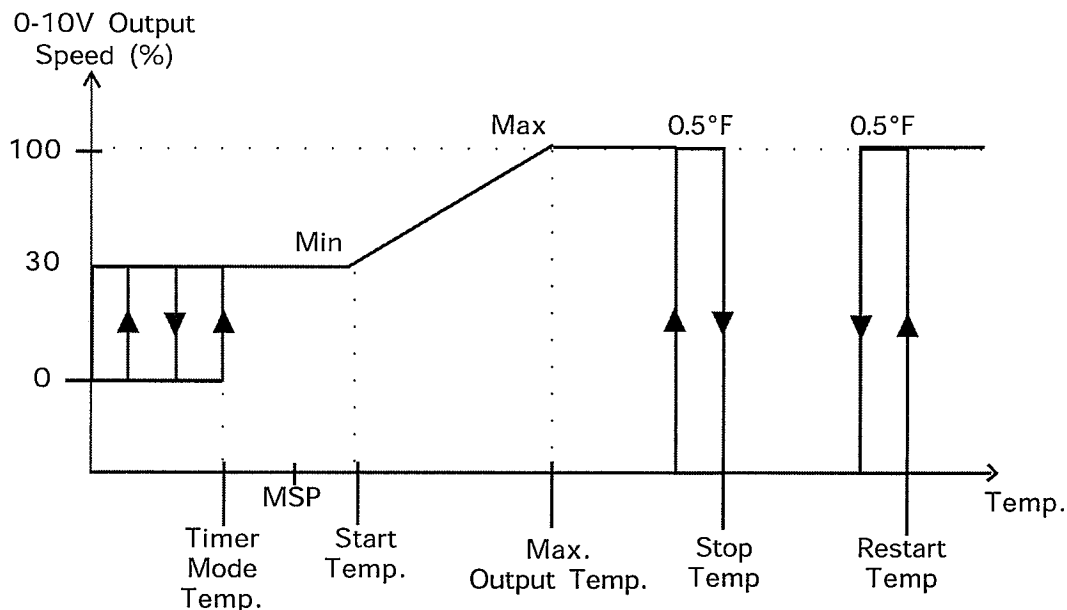 0-10V Output
Speed (%)
100
Max
0.5°F
0.5°F
30
Min
0
MSP
Temp.
Timer
Mode
Temp.
Start
Temp.
Max.
Output Temp.
Stop
Temp
Restart
Temp